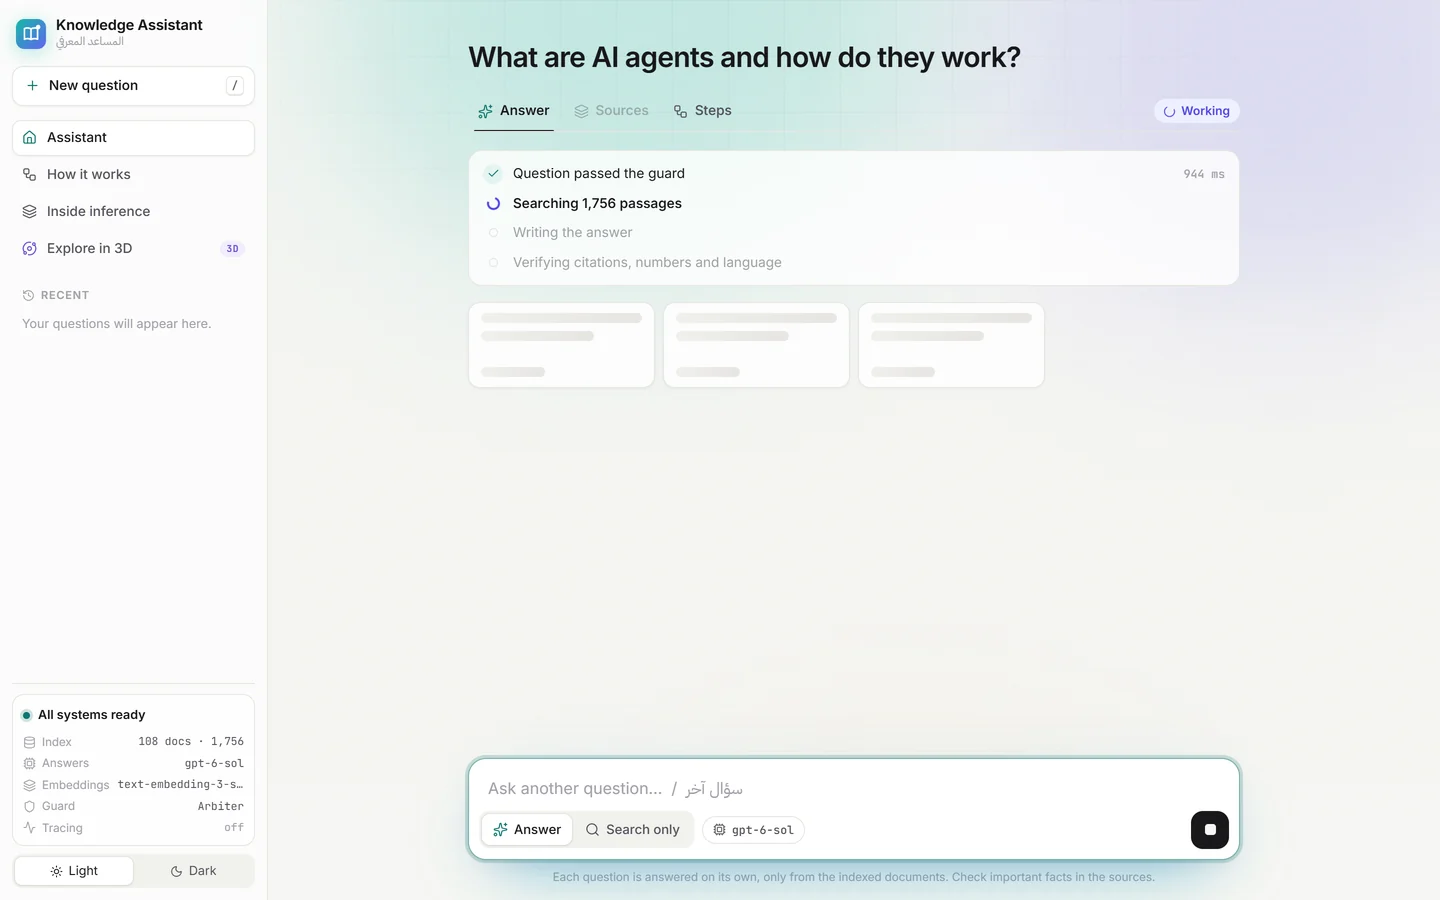 Knowledge Assistant
المساعد المعرفي
New question
/
Assistant
How it works
Inside inference
Explore in 3D
3D
RECENT
Your questions will appear here.
All systems ready
Index 108 docs · 1,756
Answers gpt-6-sol
Embeddings text-embedding-3-s…
Guard Arbiter
Tracing off
Light
Dark
What are AI agents and how do they work?
Answer
Sources
Steps
Working
Question passed the guard 944 ms
Searching 1,756 passages
Writing the answer
Verifying citations, numbers and language
Ask another question… / سؤال آخر
Answer
Search only
gpt-6-sol
Each question is answered on its own, only from the indexed documents. Check important facts in the sources.